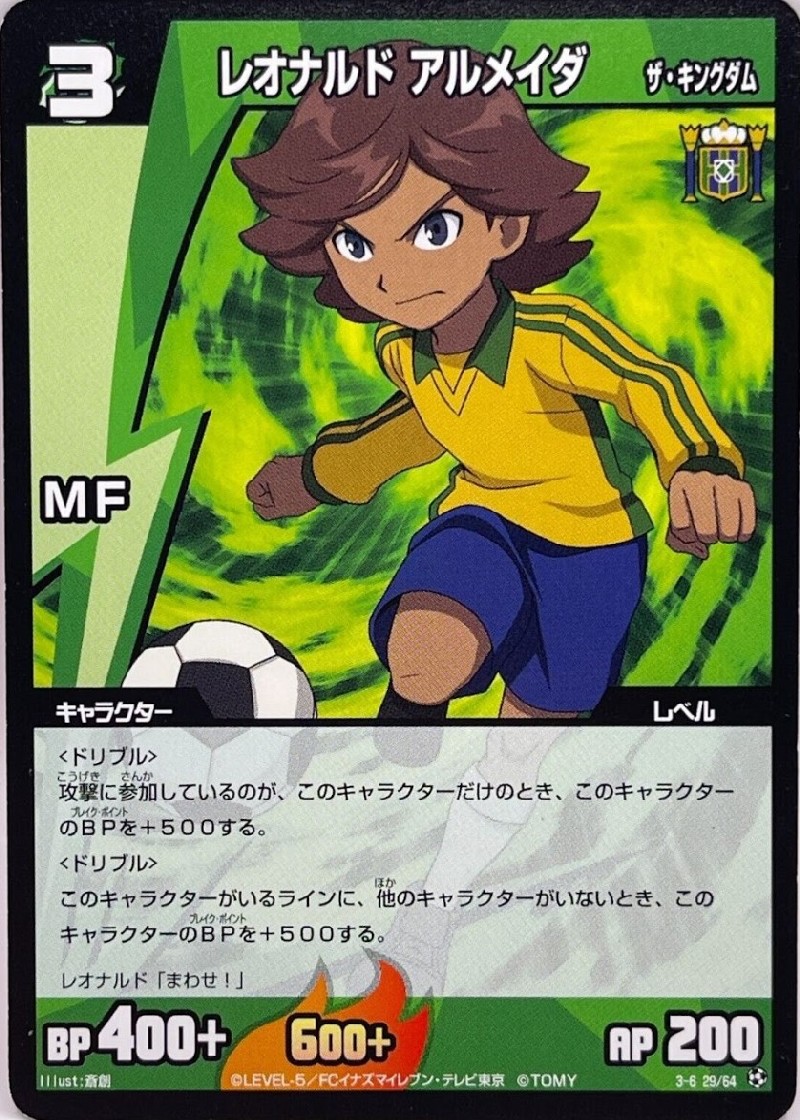 3
レオナルド アルメイダ
ザ・キングダム
MF
キャラクター
レベル
<ドリブル>
こうげき さんか
攻撃に参加しているのが、このキャラクターだけのとき、このキャラクター
ブレイク・ポイント
のBPを+500する。
<ドリブル>
ほか
このキャラクターがいるラインに、他のキャラクターがいないとき、この
ブレイク・ポイント
キャラクターのBPを+500する。
レオナルド「まわせ!」
BP 400+
600+
AP 200
Illust:斎創
©LEVEL-5/FCイナズマイレブン・テレビ東京 ©TOMY
3-6 29/64